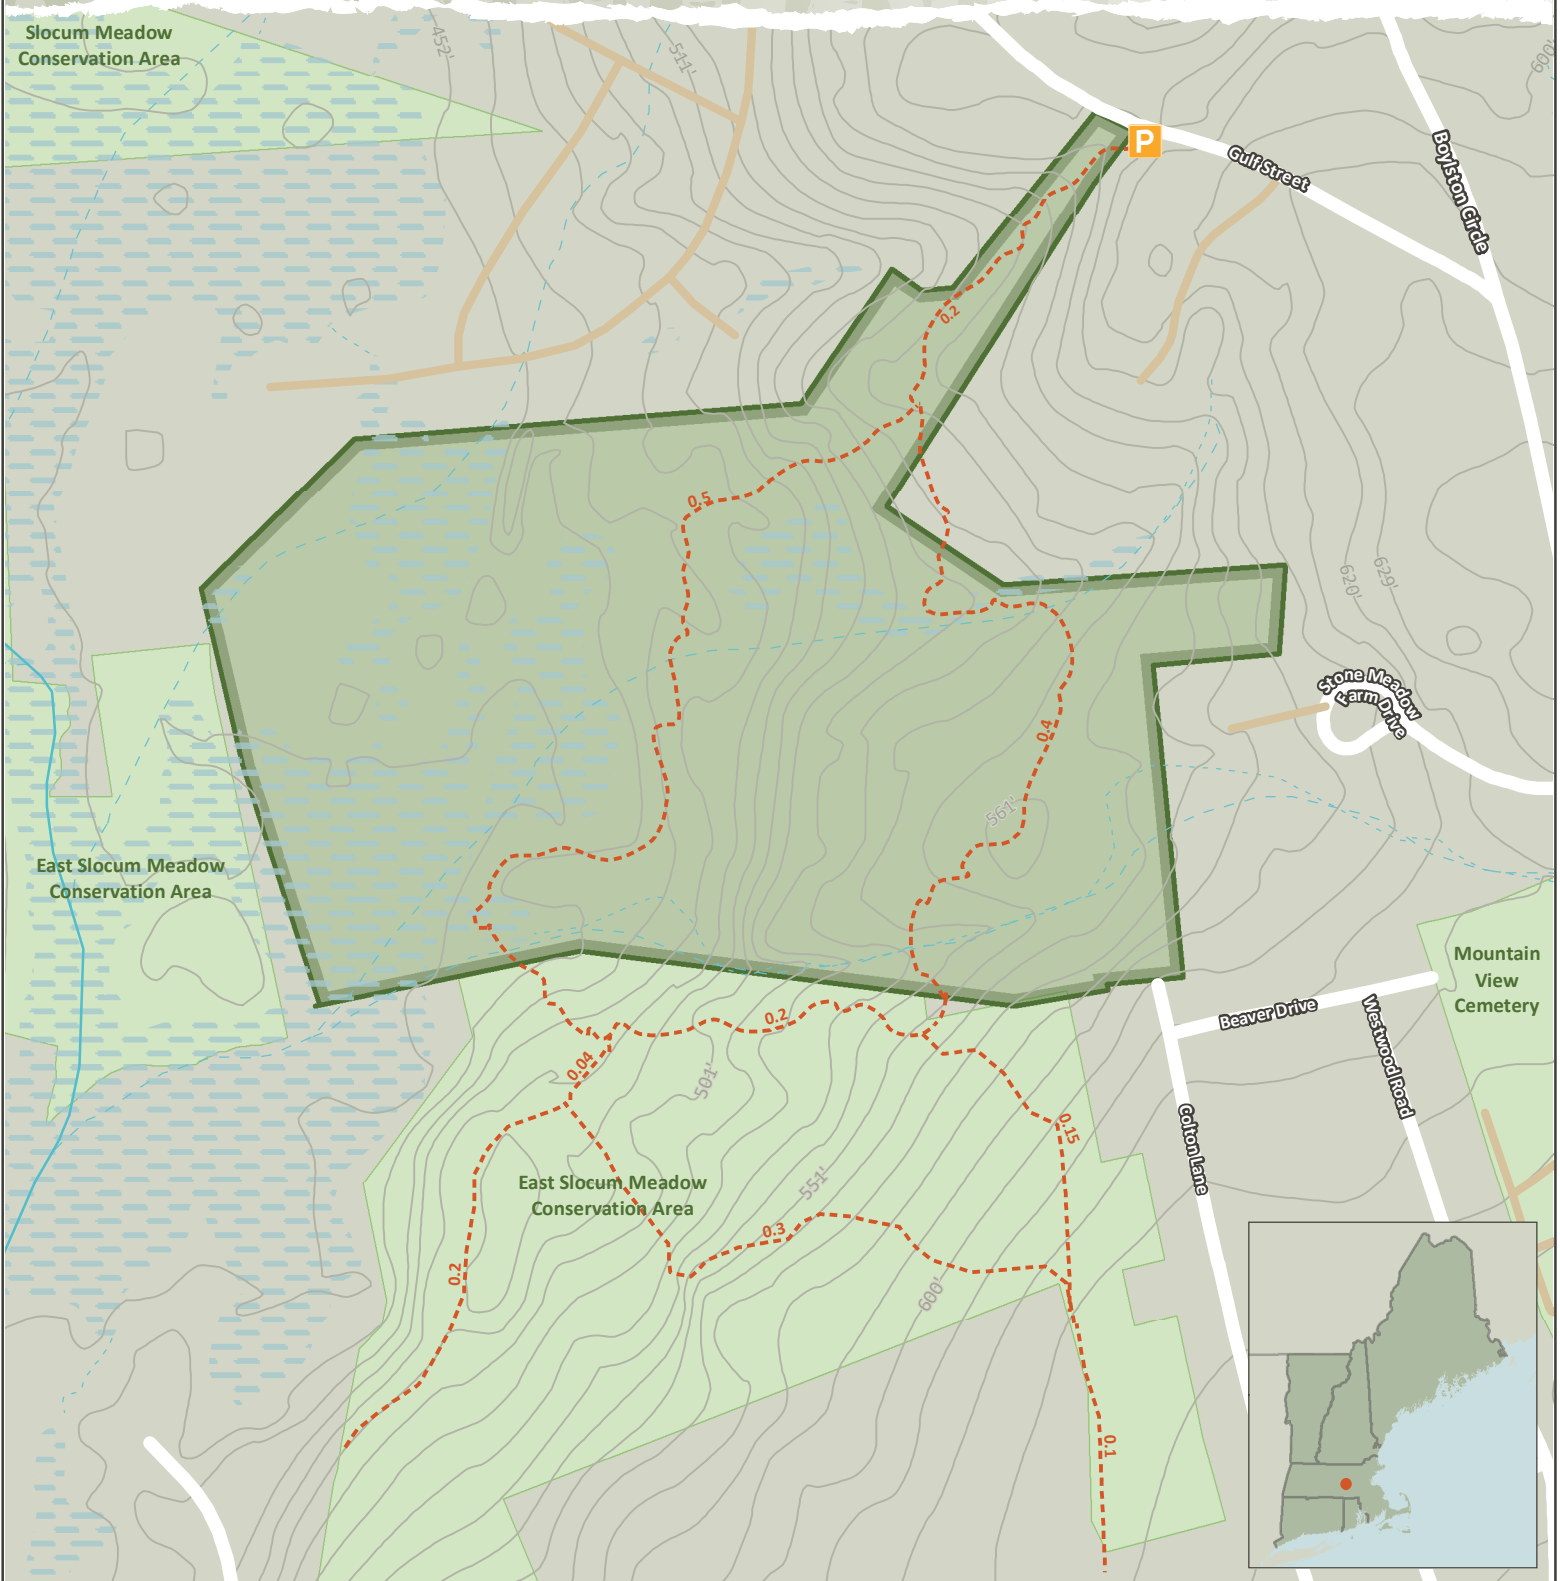 Slocum Meadow
Conservation Area
452'
511'
600'
P
Gulf Street
Boylston Circle
0.2
0.5
620'
629'
Stone Meadow
Farm Drive
0.4
561'
East Slocum Meadow
Conservation Area
Mountain
View
Cemetery
0.2
Beaver Drive
Westwood Road
0.04
501'
0.15
Colton Lane
551'
East Slocum Meadow
Conservation Area
0.3
0.2
600'
0.1